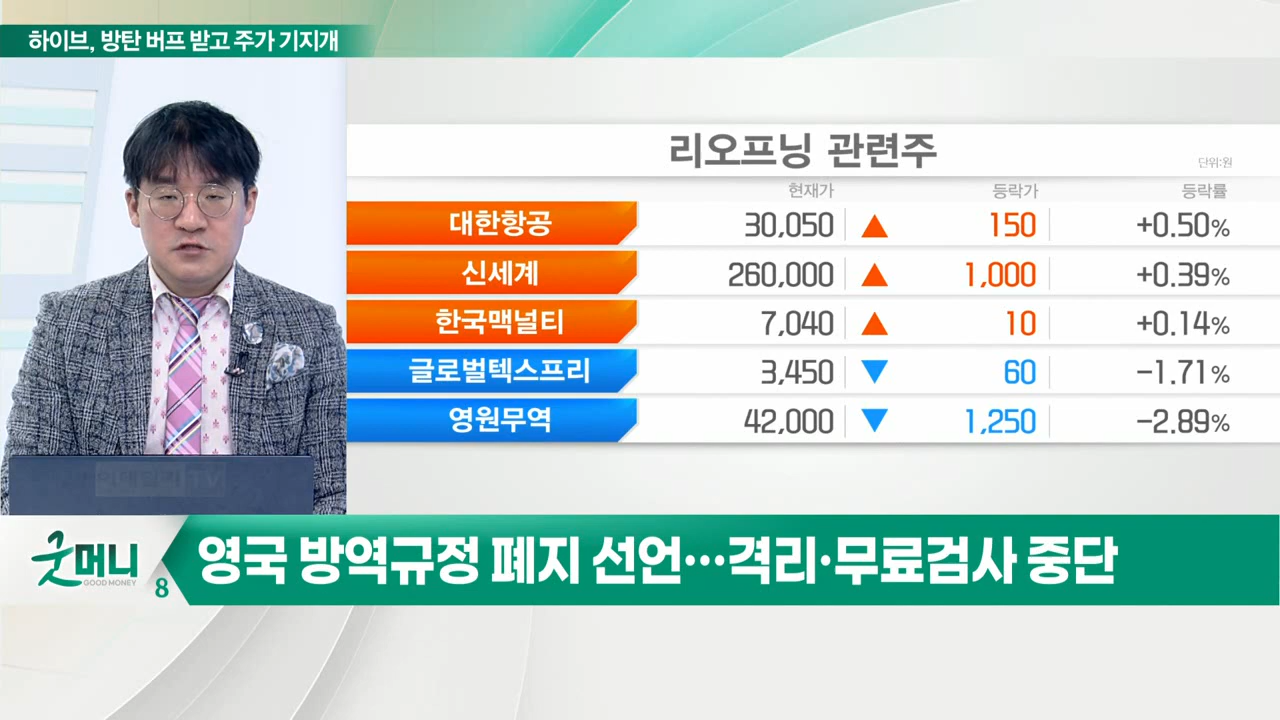 하이브, 방탄 버프 받고 주가 기지개
리오프닝 관련주
단위:원
현재가 등락가 등락률
대한항공 30,050 ▲ 150 +0.50%
신세계 260,000 ▲ 1,000 +0.39%
한국맥널티 7,040 ▲ 10 +0.14%
글로벌텍스프리 3,450 ▼ 60 -1.71%
영원무역 42,000 ▼ 1,250 -2.89%
이데일리 TV
굿머니
GOOD MONEY
8
영국 방역규정 폐지 선언…격리·무료검사 중단